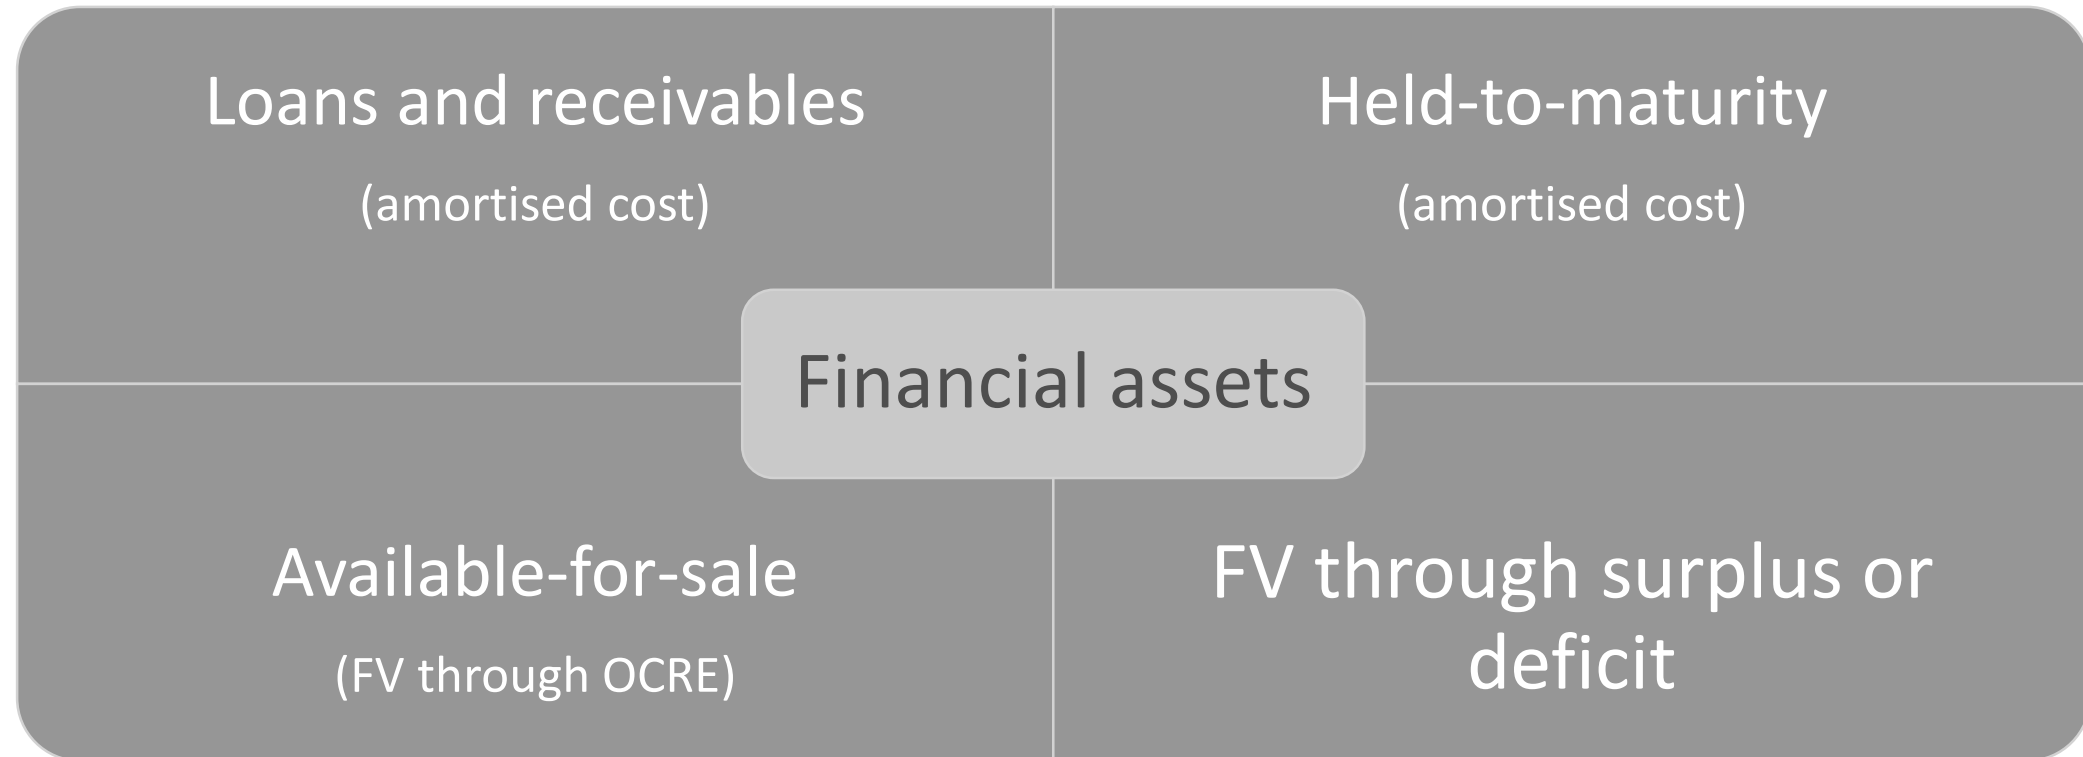 Loans and receivables
(amortised cost)
Held-to-maturity
(amortised cost)
Financial assets
Available-for-sale
(FV through OCRE)
FV through surplus or
deficit